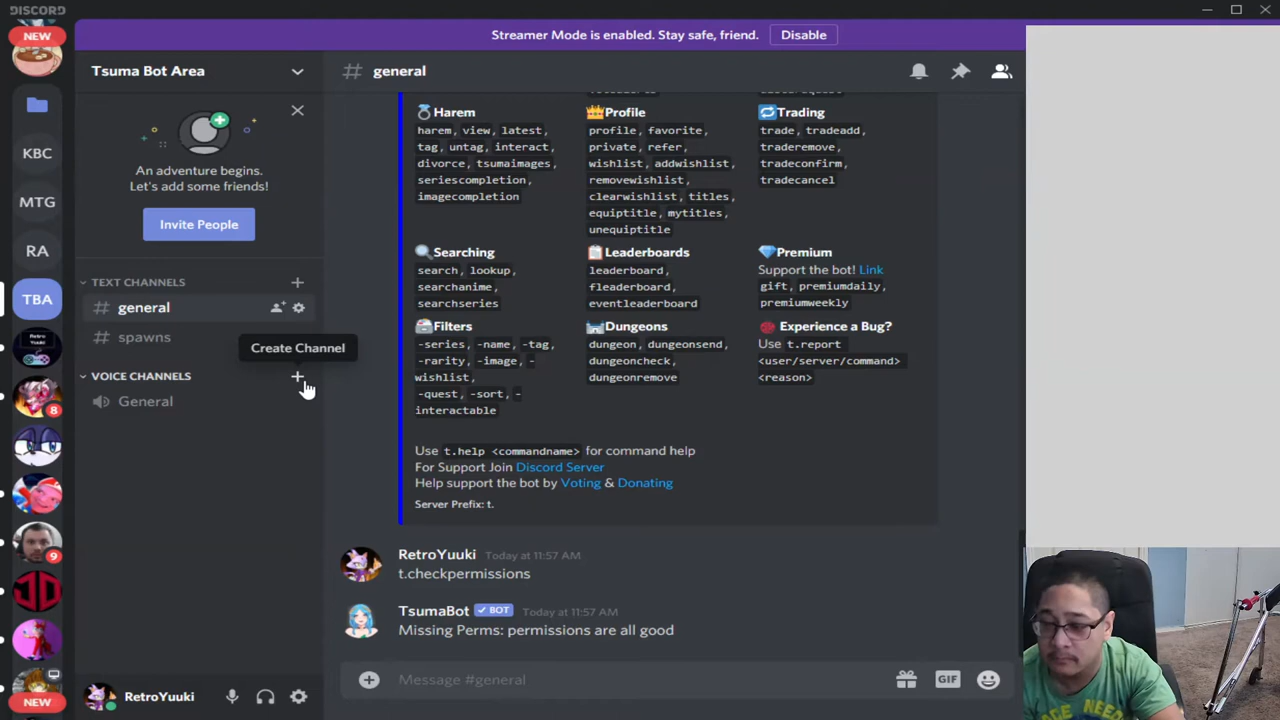 DISCORD
NEW
KBC
MTG
RA
TBA
8
9
NEW
Streamer Mode is enabled. Stay safe, friend.
Disable
Tsuma Bot Area
An adventure begins.
Let's add some friends!
Invite People
TEXT CHANNELS
general
spawns
Create Channel
VOICE CHANNELS
General
RetroYuuki
general
Harem
harem, view, latest,
tag, untag, interact,
divorce, tsumaimages,
seriescompletion,
imagecompletion
Profile
profile, favorite,
private, refer,
wishlist, addwishlist,
removewishlist,
clearwishlist, titles,
equiptitle, mytitles,
unequiptitle
Trading
trade, tradeadd,
traderemove,
tradeconfirm,
tradecancel
Searching
search, lookup,
searchanime,
searchseries
Leaderboards
leaderboard,
fleaderboard,
eventleaderboard
Premium
Support the bot! Link
gift, premiumdaily,
premiumweekly
Filters
-series, -name, -tag,
-rarity, -image, -
wishlist,
-quest, -sort, -
interactable
Dungeons
dungeon, dungeonsend,
dungeoncheck,
dungeonremove
Experience a Bug?
Use t.report
<user/server/command>
<reason>
Use t.help <commandname> for command help
For Support Join Discord Server
Help support the bot by Voting & Donating
Server Prefix: t.
RetroYuuki Today at 11:57 AM
t.checkpermissions
TsumaBot BOT Today at 11:57 AM
Missing Perms: permissions are all good
Message #general
GIF